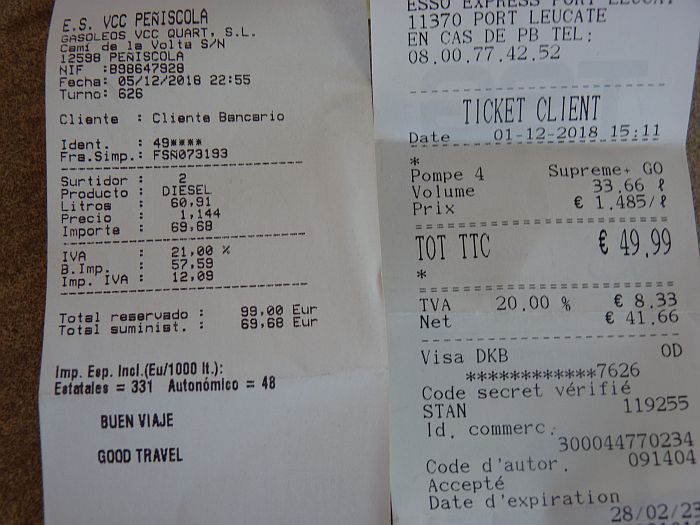 E.S. VCC PEÑISCOLA
GASOLEOS VCC QUART, S.L.
Camí de la Volta S/N
12598 PEÑISCOLA
NIF :B98647928
Fecha: 05/12/2018 22:55
Turno: 626
Cliente : Cliente Bancario
Ident. : 49****
Fra.Simp.: FSÑ073193
Surtidor : 2
Producto : DIESEL
Litros : 60,91
Precio : 1,144
Importe : 69,68
IVA : 21,00 %
B.Imp. : 57,59
Imp. IVA : 12,09
Total reservado : 99,00 Eur
Total suminist. : 69,68 Eur
Imp. Esp. Incl.(Eu/1000 lt.):
Estatales = 331 Autonómico = 48
BUEN VIAJE
GOOD TRAVEL
ESSO EXPRESS PORT LEUCAT
11370 PORT LEUCATE
EN CAS DE PB TEL:
08.00.77.42.52
TICKET CLIENT
Date 01-12-2018 15:11
*
Pompe 4 Supreme+ GO
Volume 33.66 ℓ
Prix € 1.485/ℓ
TOT TTC € 49.99
*
TVA 20.00 % € 8.33
Net € 41.66
Visa DKB OD
************7626
Code secret vérifié
STAN 119255
Id. commerc.
300044770234
Code d'autor. 091404
Accepté
Date d'expiration
28/02/23